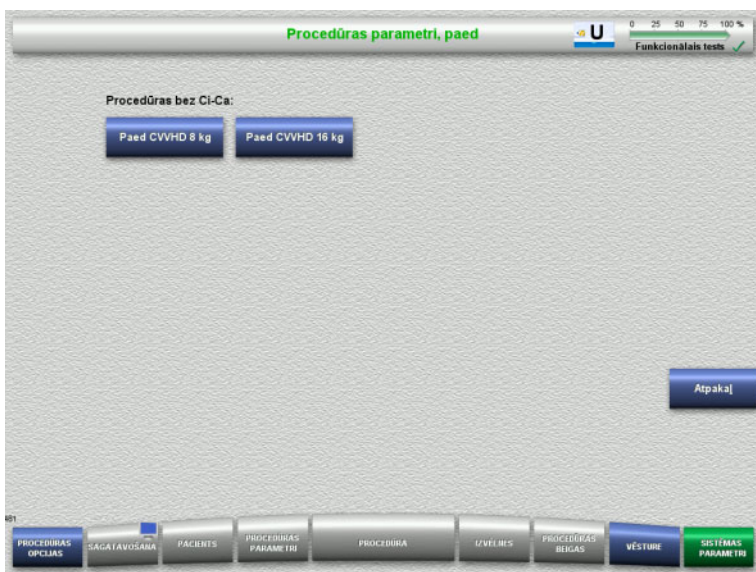 Procedūras parametri, paed
U
0 25 50 75 100 %
Funkcionālais tests
Procedūras bez Ci-Ca:
Paed CVVHD 8 kg
Paed CVVHD 16 kg
Atpakaļ
461
PROCEDŪRAS
OPCIJAS
SAGATAVOŠANA
PACIENTS
PROCEDŪRAS
PARAMETRI
PROCEDŪRA
IZVĒLNES
PROCEDŪRAS
BEIGAS
VĒSTURE
SISTĒMAS
PARAMETRI